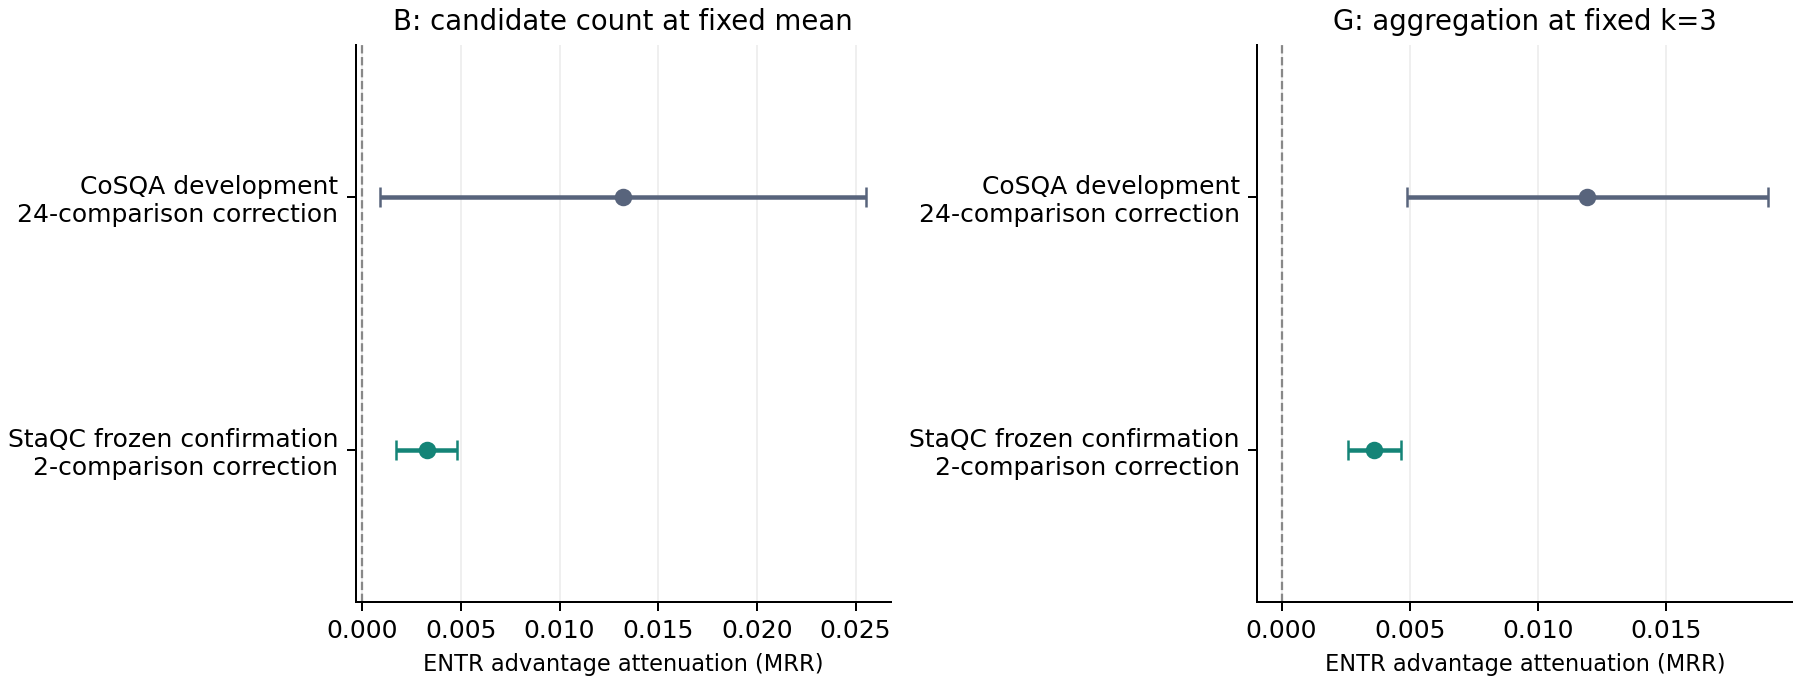 B: candidate count at fixed mean
CoSQA development
24-comparison correction
StaQC frozen confirmation
2-comparison correction
0.000 0.005 0.010 0.015 0.020 0.025
ENTR advantage attenuation (MRR)
G: aggregation at fixed k=3
CoSQA development
24-comparison correction
StaQC frozen confirmation
2-comparison correction
0.000 0.005 0.010 0.015
ENTR advantage attenuation (MRR)